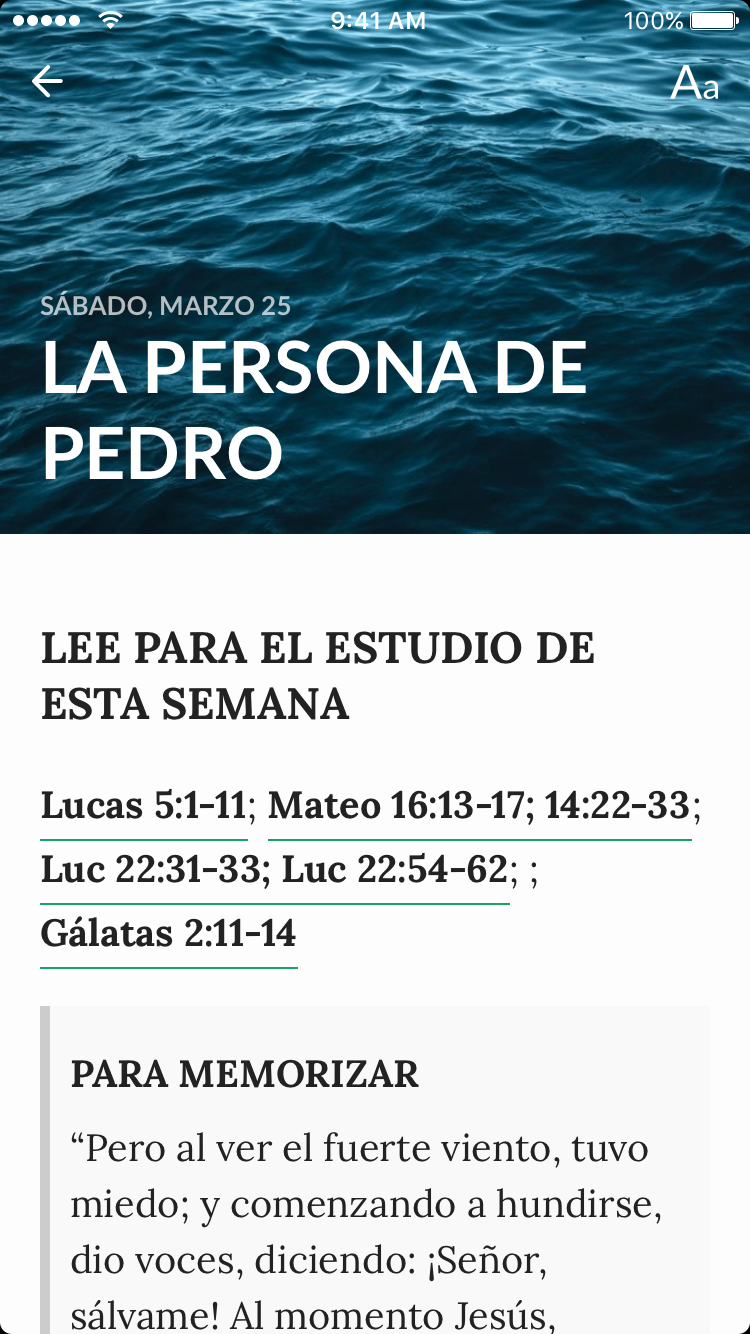 9:41 AM
100%
Aa
SÁBADO, MARZO 25
LA PERSONA DE
PEDRO
LEE PARA EL ESTUDIO DE
ESTA SEMANA
Lucas 5:1-11; Mateo 16:13-17; 14:22-33;
Luc 22:31-33; Luc 22:54-62; ;
Gálatas 2:11-14
PARA MEMORIZAR
“Pero al ver el fuerte viento, tuvo
miedo; y comenzando a hundirse,
dio voces, diciendo: ¡Señor,
sálvame! Al momento Jesús,